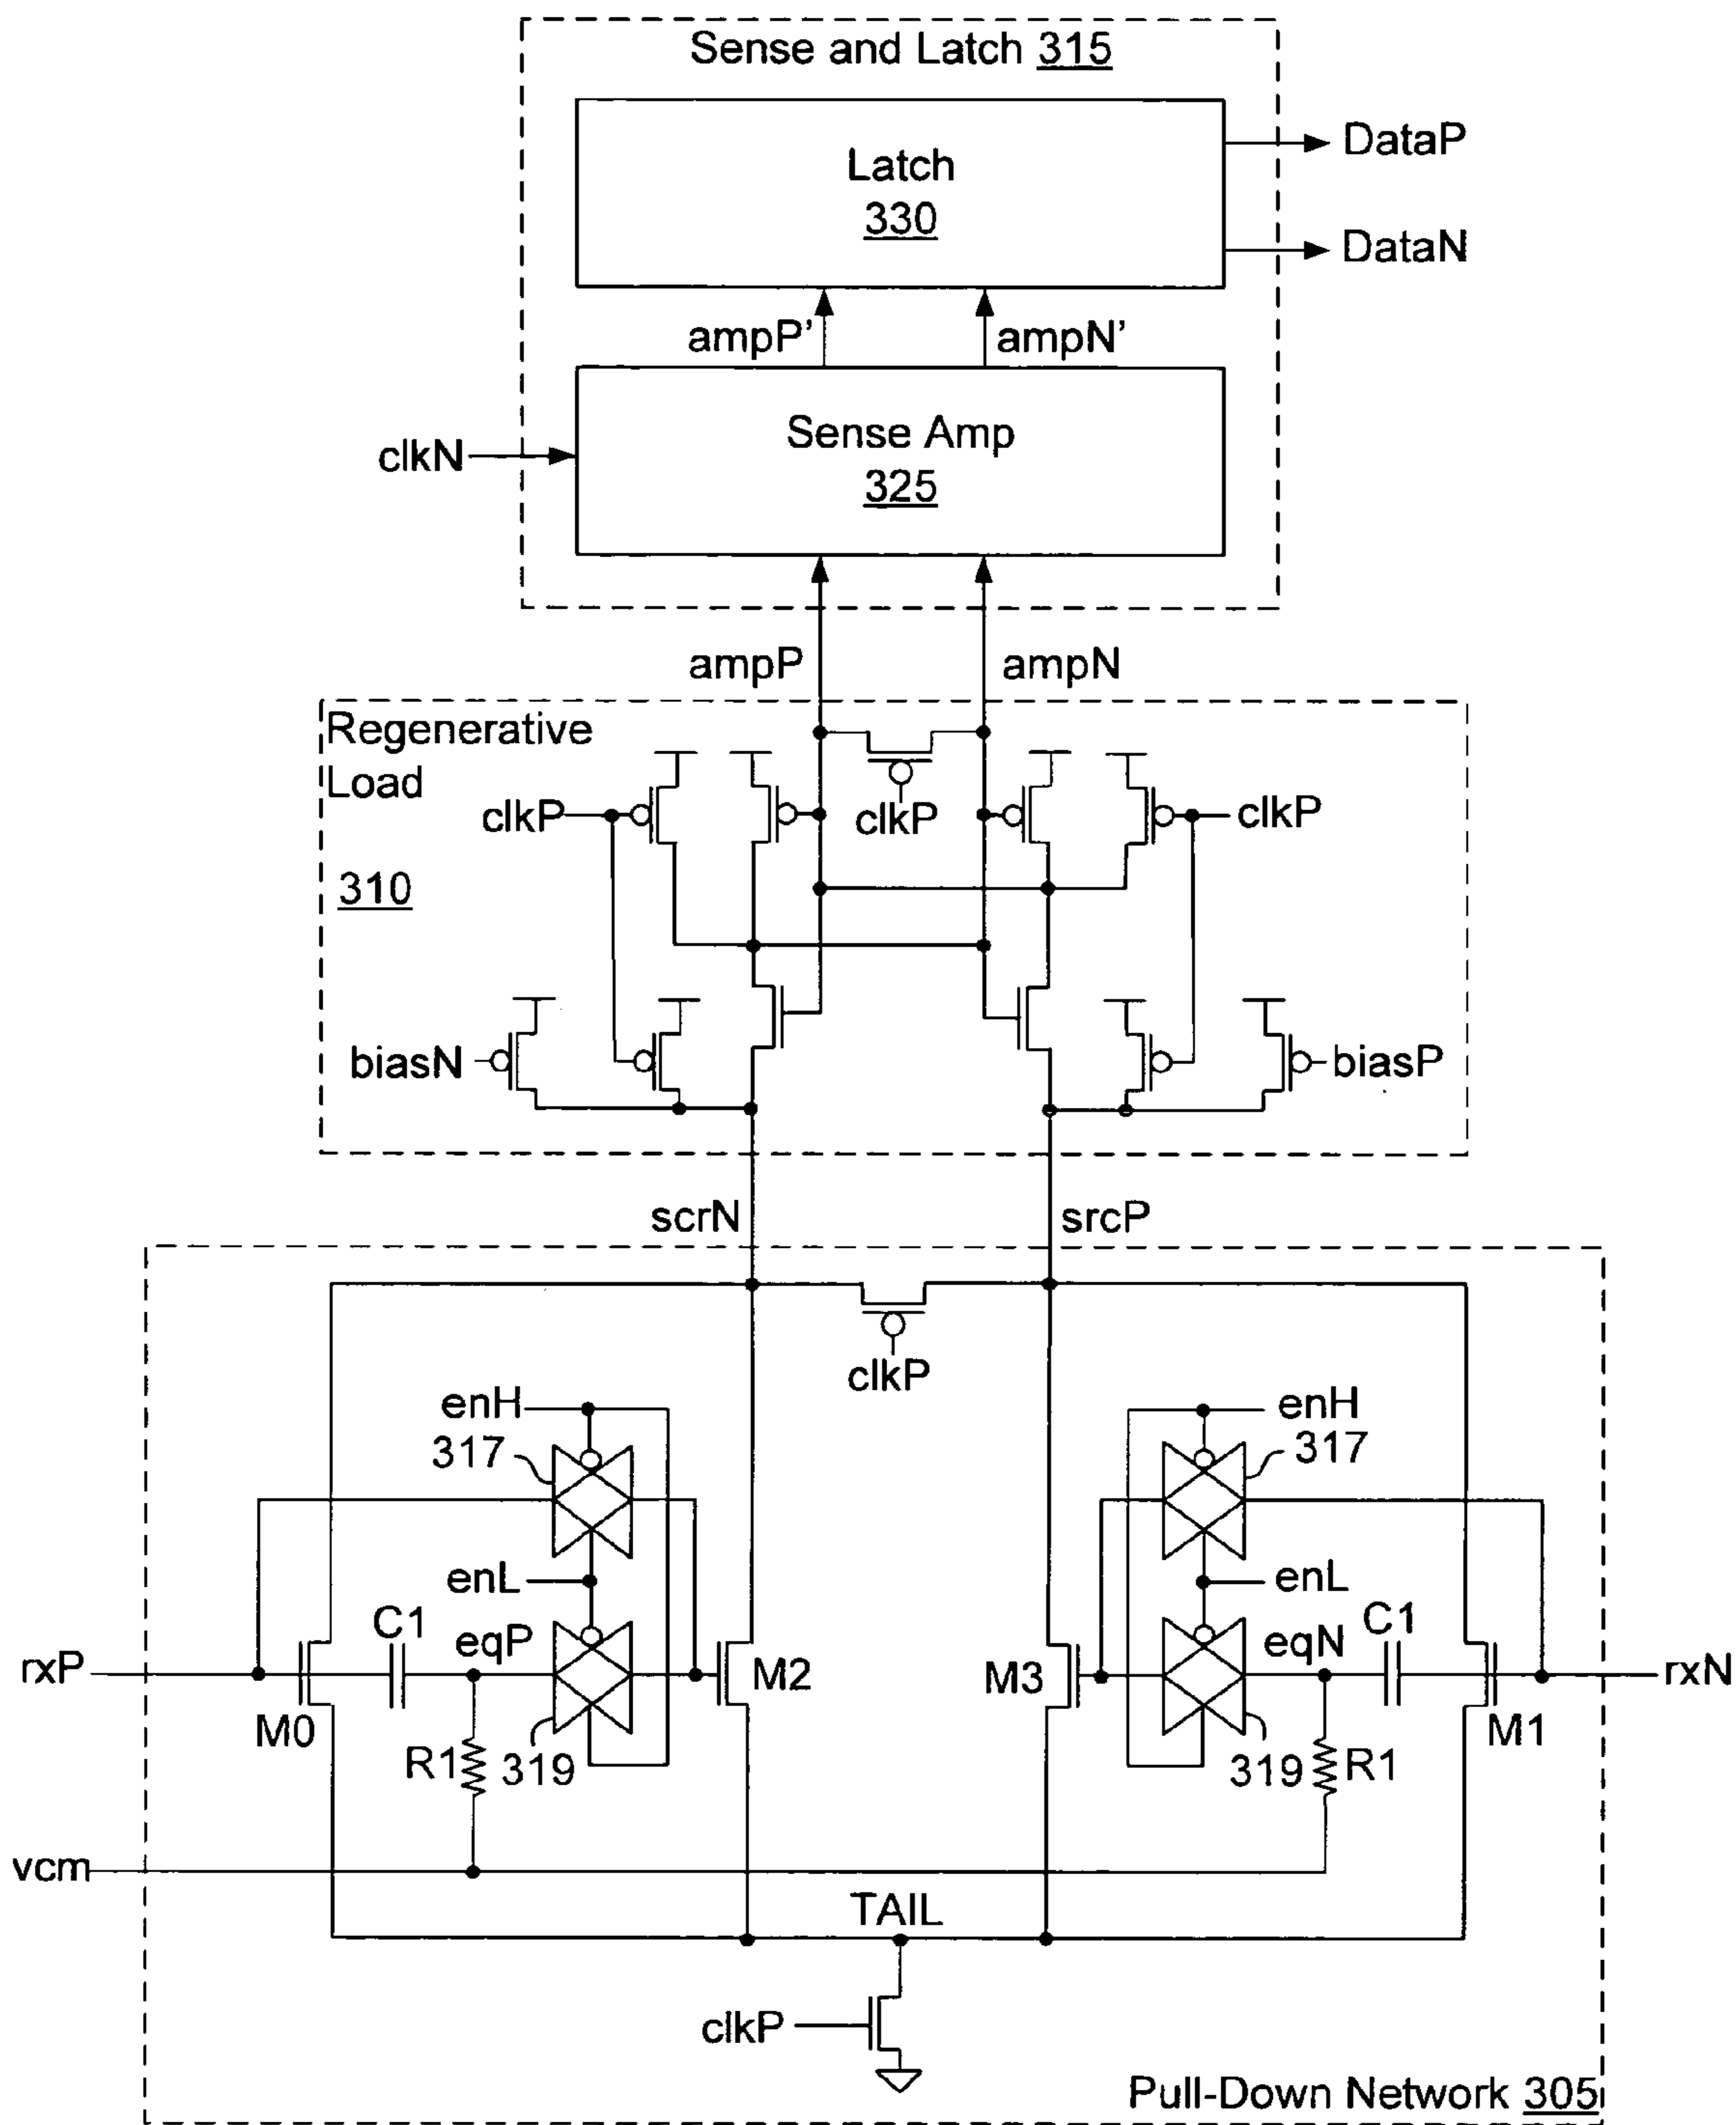 Sense and Latch 315
Latch
330
DataP
DataN
ampP'
ampN'
clkN
Sense Amp
325
ampP
ampN
Regenerative
Load
clkP
clkP
clkP
310
biasN
biasP
scrN
srcP
clkP
enH
317
enH
317
enL
enL
C1
eqP
eqN
C1
rxP
M2
M3
rxN
M0
M1
R1
319
319
R1
vcm
TAIL
clkP
Pull-Down Network 305